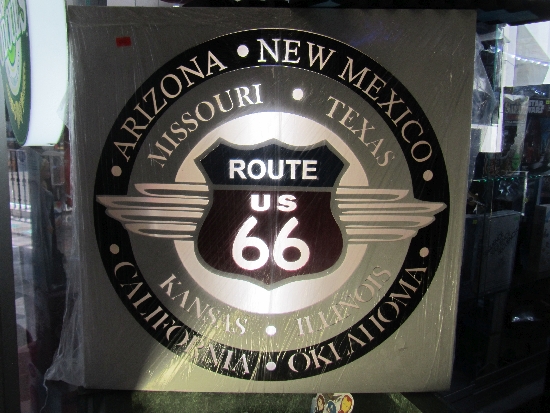 ARIZONA • NEW MEXICO
MISSOURI • TEXAS
ROUTE
US
66
KANSAS • ILLINOIS
CALIFORNIA • OKLAHOMA